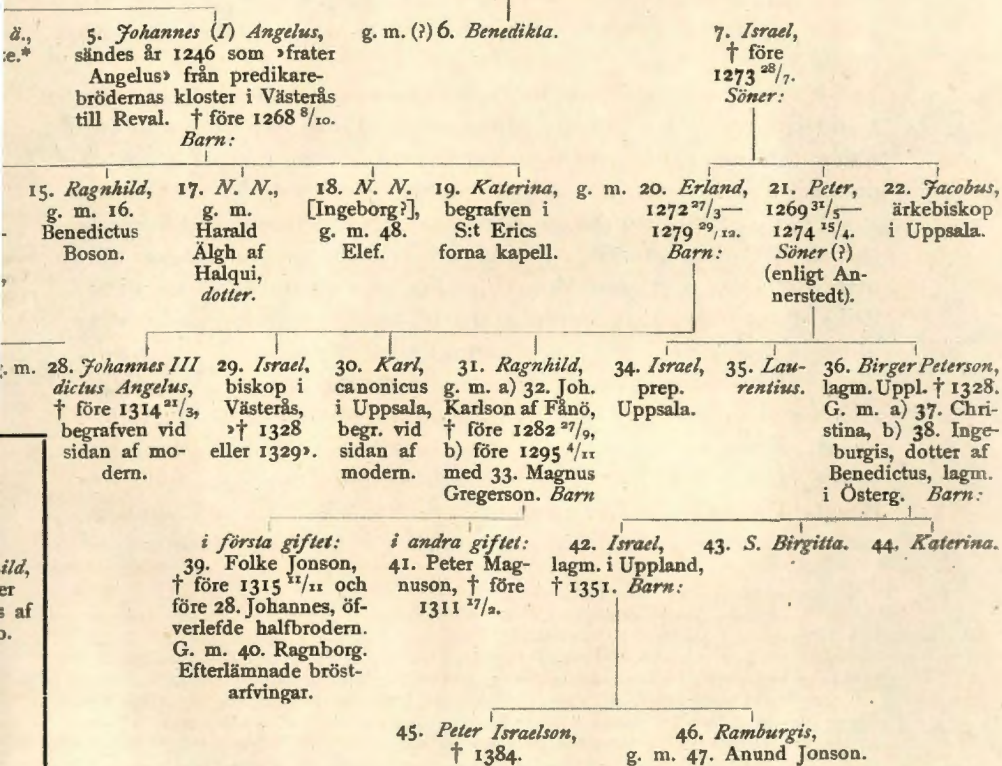 ä.,
e.*
5. Johannes (I) Angelus,
sändes år 1246 som »frater
Angelus» från predikare-
brödernas kloster i Västerås
till Reval. † före 1268 8/10.
Barn:
g. m. (?) 6. Benedikta.
7. Israel,
† före
1273 28/7.
Söner:
15. Ragnhild,
g. m. 16.
Benedictus
Boson.
17. N. N.,
g. m.
Harald
Älgh af
Halqui,
dotter.
18. N. N.
[Ingeborg?],
g. m. 48.
Elef.
19. Katerina,
begrafven i
S:t Erics
forna kapell.
g. m. 20. Erland,
1272 27/3—
1279 29/12.
Barn:
21. Peter,
1269 31/5—
1274 15/4.
Söner (?)
(enligt An-
nerstedt).
22. Jacobus,
ärkebiskop
i Uppsala.
g. m. 28. Johannes III
dictus Angelus,
† före 1314 21/3,
begrafven vid
sidan af mo-
dern.
29. Israel,
biskop i
Västerås,
»† 1328
eller 1329».
30. Karl,
canonicus
i Uppsala,
begr. vid
sidan af
modern.
31. Ragnhild,
g. m. a) 32. Joh.
Karlson af Fånö,
† före 1282 27/9,
b) före 1295 4/11
med 33. Magnus
Gregerson. Barn
34. Israel,
prep.
Uppsala.
35. Lau-
rentius.
36. Birger Peterson,
lagm. Uppl. † 1328.
G. m. a) 37. Chri-
stina, b) 38. Inge-
burgis, dotter af
Benedictus, lagm.
i Österg. Barn:
i första giftet:
39. Folke Jonson,
† före 1315 11/11 och
före 28. Johannes, öf-
verlefde halfbrodern.
G. m. 40. Ragnborg.
Efterlämnade bröst-
arfvingar.
i andra giftet:
41. Peter Mag-
nuson, † före
1311 17/2.
42. Israel,
lagm. i Uppland,
† 1351. Barn:
43. S. Birgitta.
44. Katerina.
ild,
er
s af
o.
45. Peter Israelson,
† 1384.
46. Ramburgis,
g. m. 47. Anund Jonson.